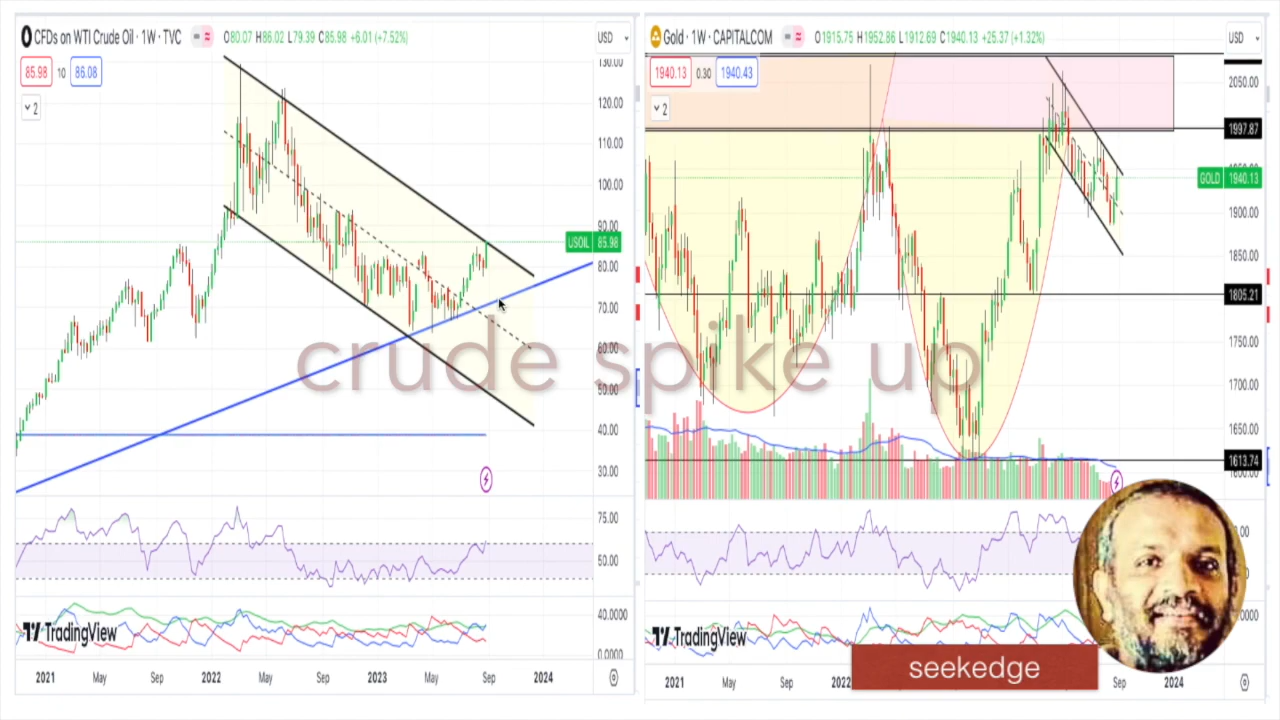 CFDs on WTI Crude Oil · 1W · TVC
O80.07 H86.02 L79.39 C85.98 +6.01 (+7.52%)
USD
85.98 10 86.08
2
130.00
120.00
110.00
100.00
90.00
USOIL 85.98
80.00
70.00
60.00
50.00
40.00
30.00
75.00
50.00
40.0000
0.0000
TradingView
2021 May Sep 2022 May Sep 2023 May Sep 2024
Gold · 1W · CAPITALCOM
O1915.75 H1952.86 L1912.69 C1940.13 +25.37 (+1.32%)
USD
1940.13 0.30 1940.43
2
2050.00
1997.87
GOLD 1940.13
1900.00
1850.00
1805.21
1750.00
1700.00
1650.00
1613.74
TradingView
2021 May Sep 2022 Sep 2024
crude spike up
seekedge